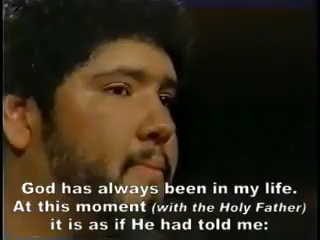 God has always been in my life.
At this moment (with the Holy Father)
it is as if He had told me: